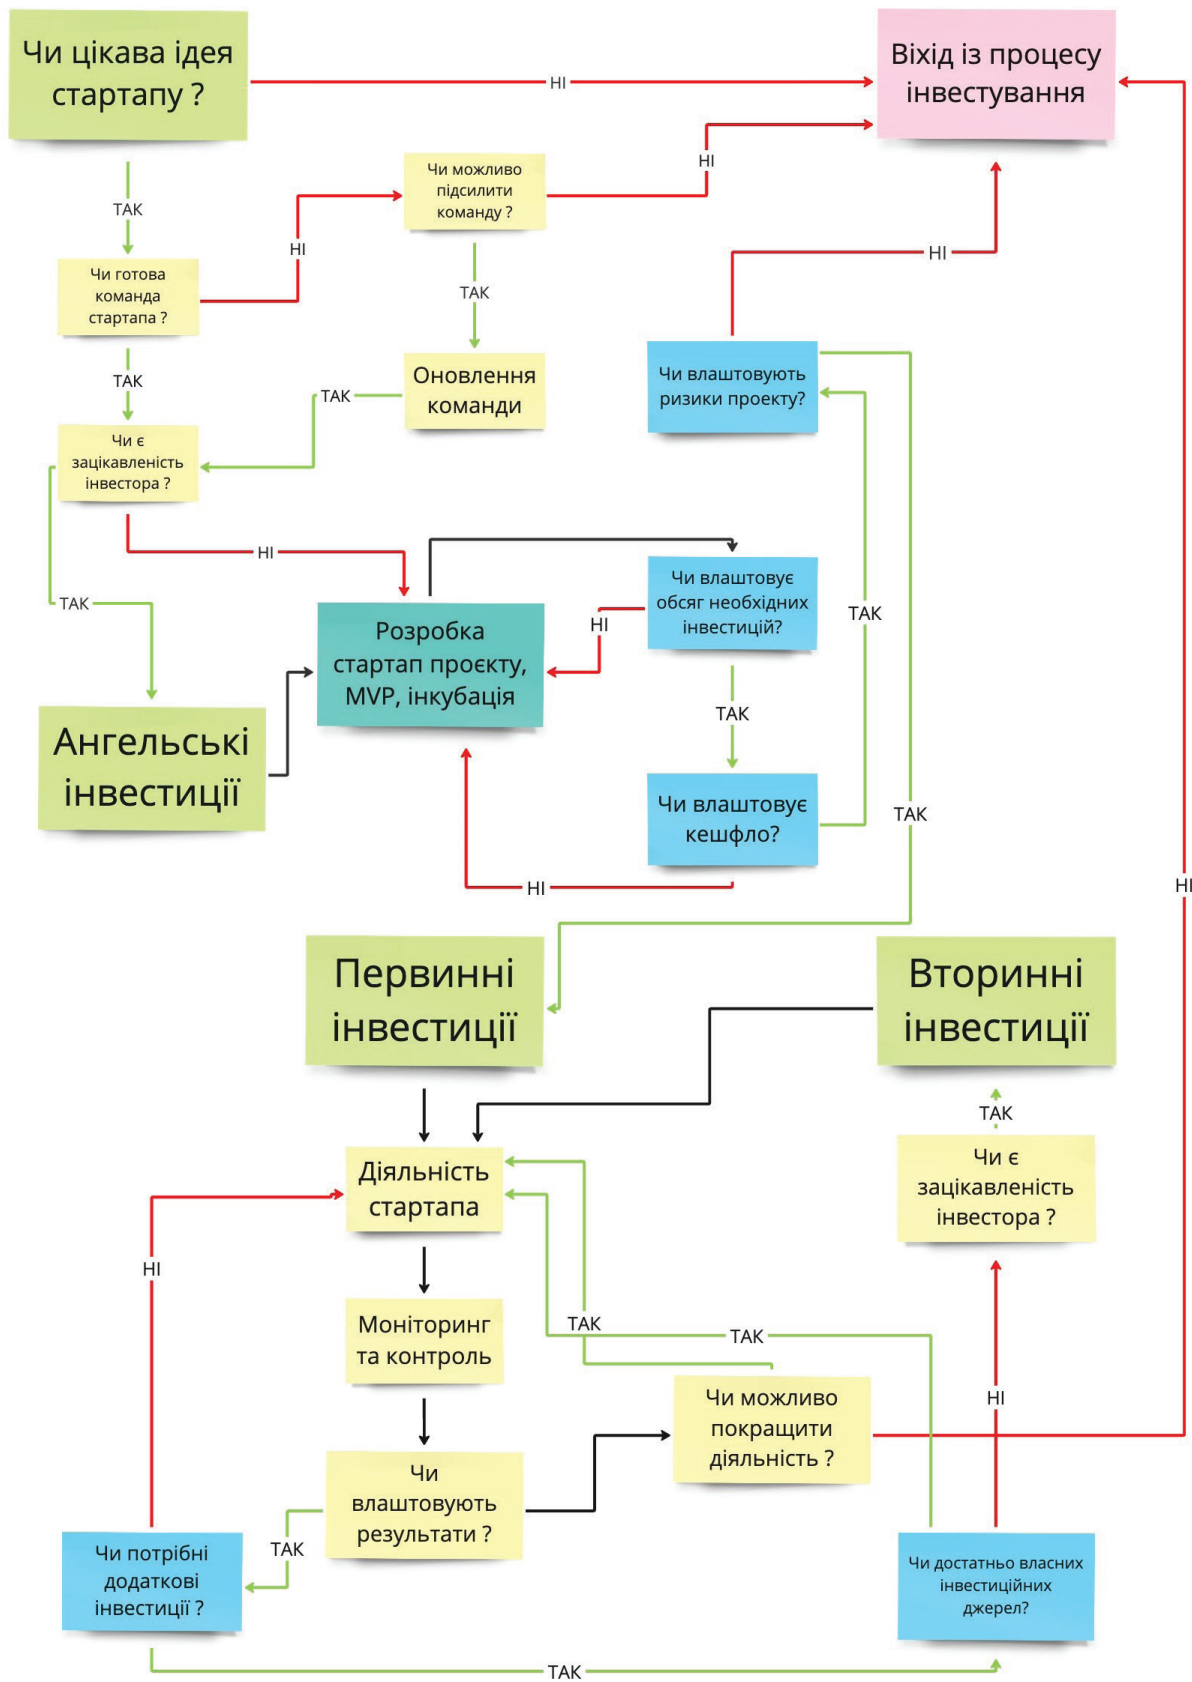 Чи цікава ідея
стартапу ?
НІ
Віхід із процесу
інвестування
ТАК
Чи можливо
підсилити
команду ?
НІ
НІ
НІ
Чи готова
команда
стартапа ?
ТАК
ТАК
Оновлення
команди
ТАК
Чи влаштовують
ризики проекту?
Чи є
зацікавленість
інвестора ?
НІ
ТАК
Розробка
стартап проєкту,
MVP, інкубація
НІ
Чи влаштовує
обсяг необхідних
інвестицій?
ТАК
ТАК
Ангельські
інвестиції
Чи влаштовує
кешфло?
ТАК
НІ
НІ
Первинні
інвестиції
Вторинні
інвестиції
ТАК
Діяльність
стартапа
Чи є
зацікавленість
інвестора ?
НІ
Моніторинг
та контроль
ТАК
ТАК
НІ
Чи можливо
покращити
діяльність ?
Чи
влаштовують
результати ?
ТАК
Чи потрібні
додаткові
інвестиції ?
Чи достатньо власних
інвестиційних
джерел?
ТАК